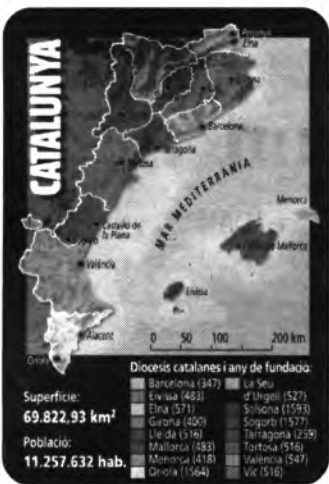 CATALUNYA
Elna
Girona
Barcelona
Tarragona
Tortosa
MAR MEDITERRÀNIA
Menorca
Castelló de
la Plana
Mallorca
València
Eivissa
Alacant
Oriola
0 50 100 200 km
Diòcesis catalanes i any de fundació:
Barcelona (347)
Eivissa (483)
Elna (571)
Girona (400)
Lleida (516)
Mallorca (483)
Menorca (418)
Oriola (1564)
La Seu
d'Urgell (527)
Solsona (1593)
Sogorb (1577)
Tarragona (259)
Tortosa (516)
València (547)
Vic (516)
Superfície:
69.822,93 km²
Població:
11.257.632 hab.